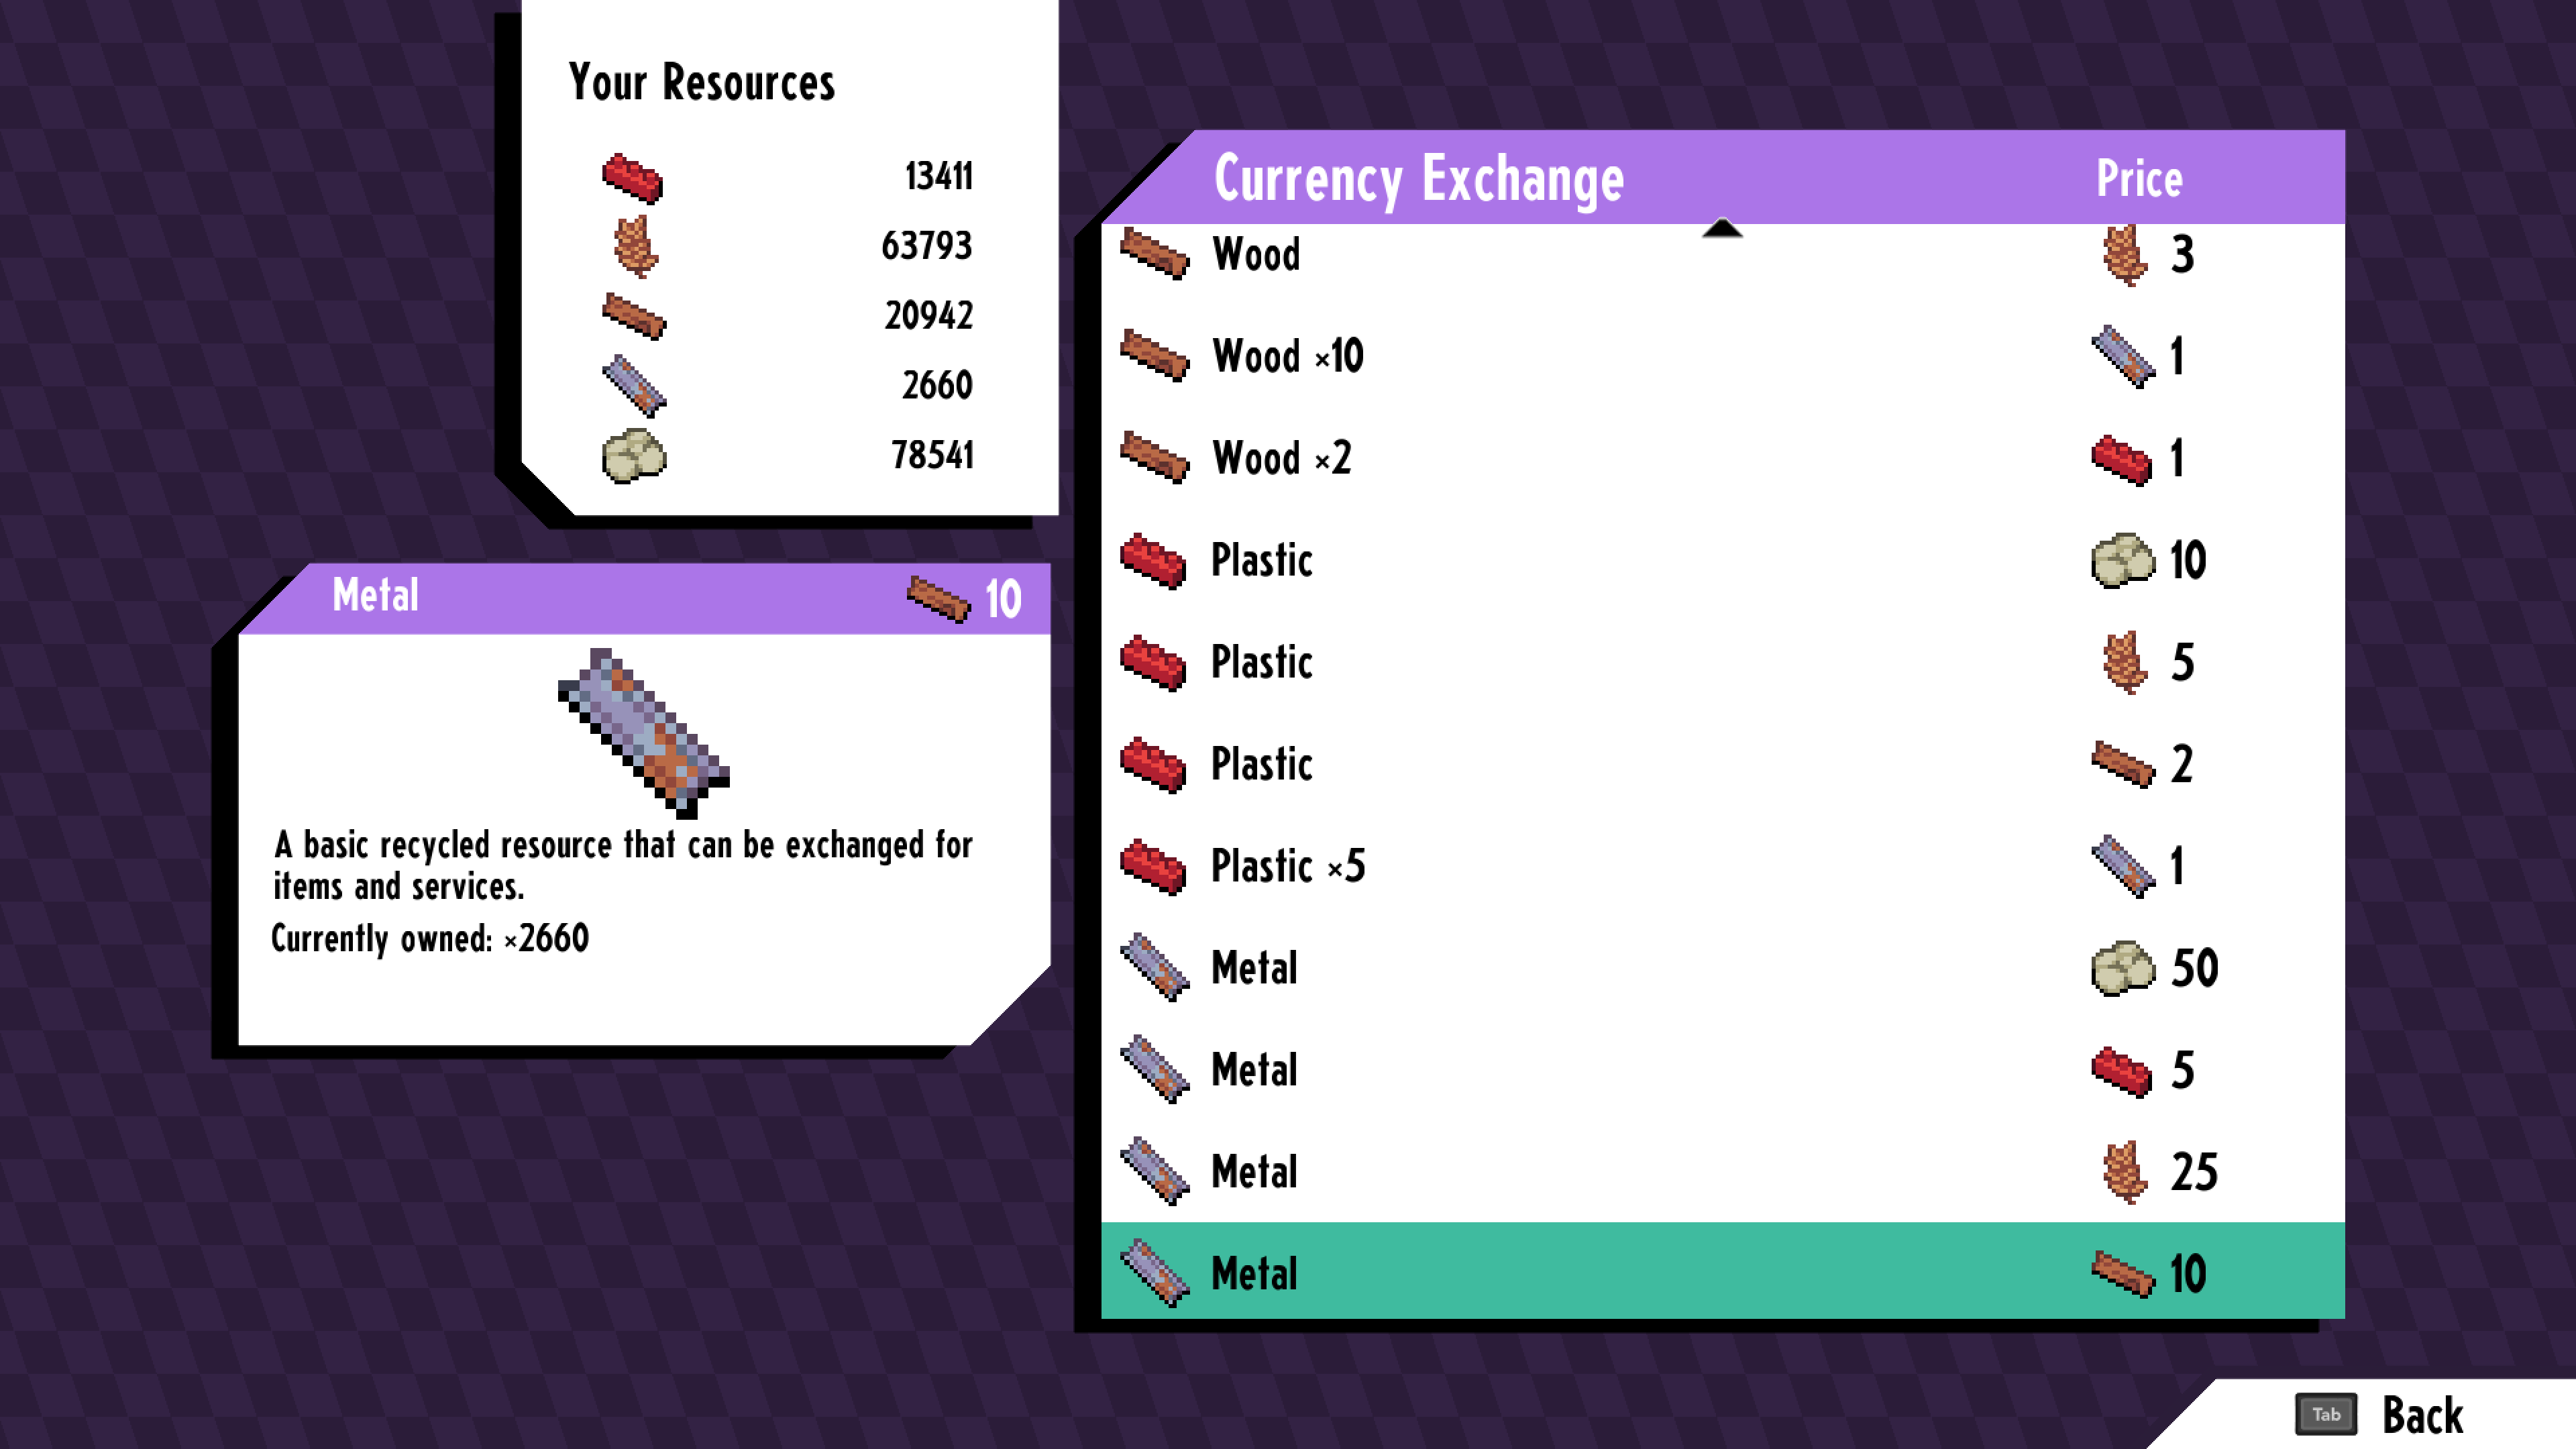 Your Resources
13411
63793
20942
2660
78541
Metal 10
A basic recycled resource that can be exchanged for
items and services.
Currently owned: ×2660
Currency Exchange Price
Wood 3
Wood ×10 1
Wood ×2 1
Plastic 10
Plastic 5
Plastic 2
Plastic ×5 1
Metal 50
Metal 5
Metal 25
Metal 10
Tab Back